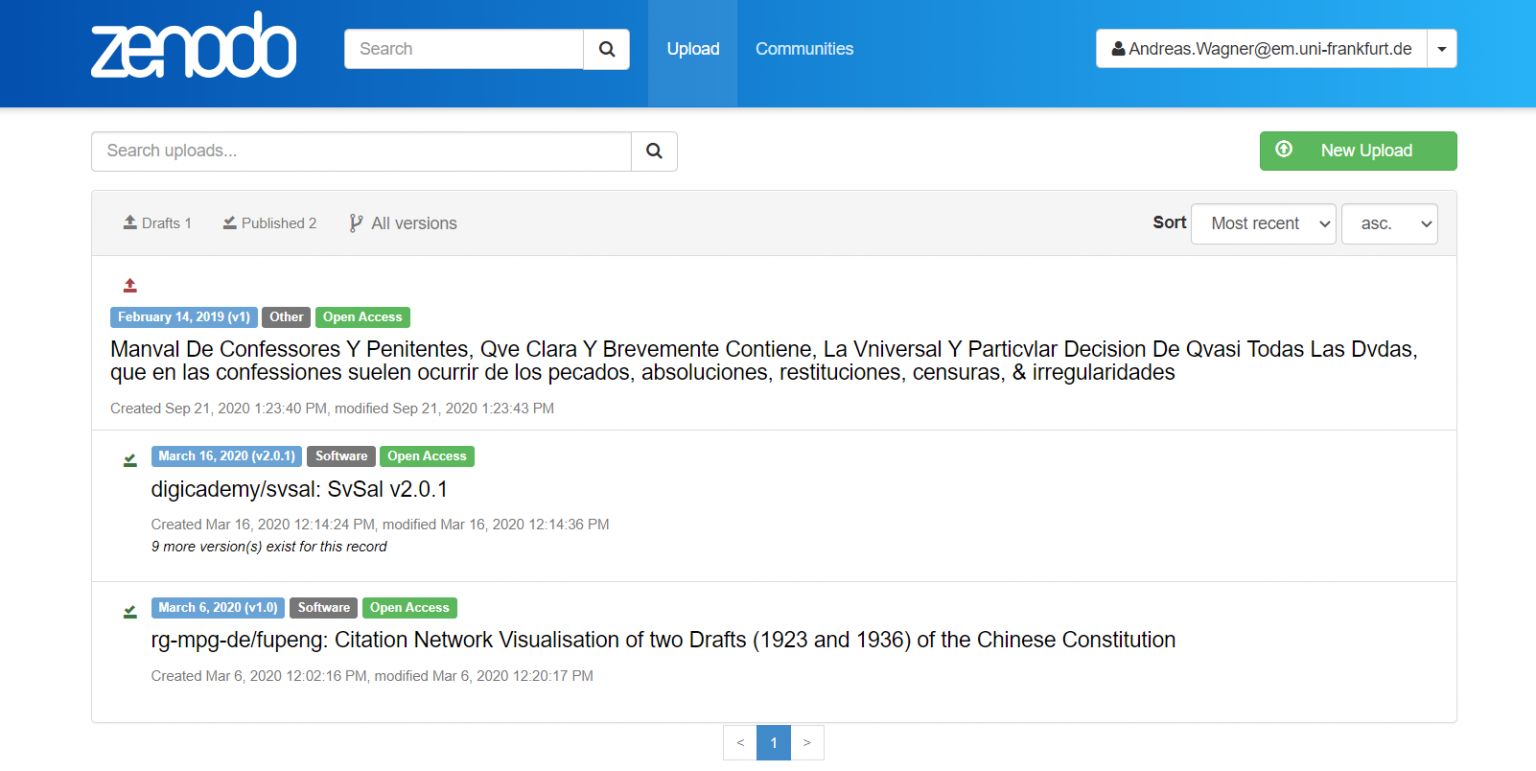 zenodo
Search
Upload
Communities
Andreas.Wagner@em.uni-frankfurt.de
Search uploads...
New Upload
Drafts 1
Published 2
All versions
Sort
Most recent
asc.
February 14, 2019 (v1) Other Open Access
Manval De Confessores Y Penitentes, Qve Clara Y Brevemente Contiene, La Vniversal Y Particvlar Decision De Qvasi Todas Las Dvdas,
que en las confessiones suelen ocurrir de los pecados, absoluciones, restituciones, censuras, & irregularidades
Created Sep 21, 2020 1:23:40 PM, modified Sep 21, 2020 1:23:43 PM
March 16, 2020 (v2.0.1) Software Open Access
digicademy/svsal: SvSal v2.0.1
Created Mar 16, 2020 12:14:24 PM, modified Mar 16, 2020 12:14:36 PM
9 more version(s) exist for this record
March 6, 2020 (v1.0) Software Open Access
rg-mpg-de/fupeng: Citation Network Visualisation of two Drafts (1923 and 1936) of the Chinese Constitution
Created Mar 6, 2020 12:02:16 PM, modified Mar 6, 2020 12:20:17 PM
< 1 >